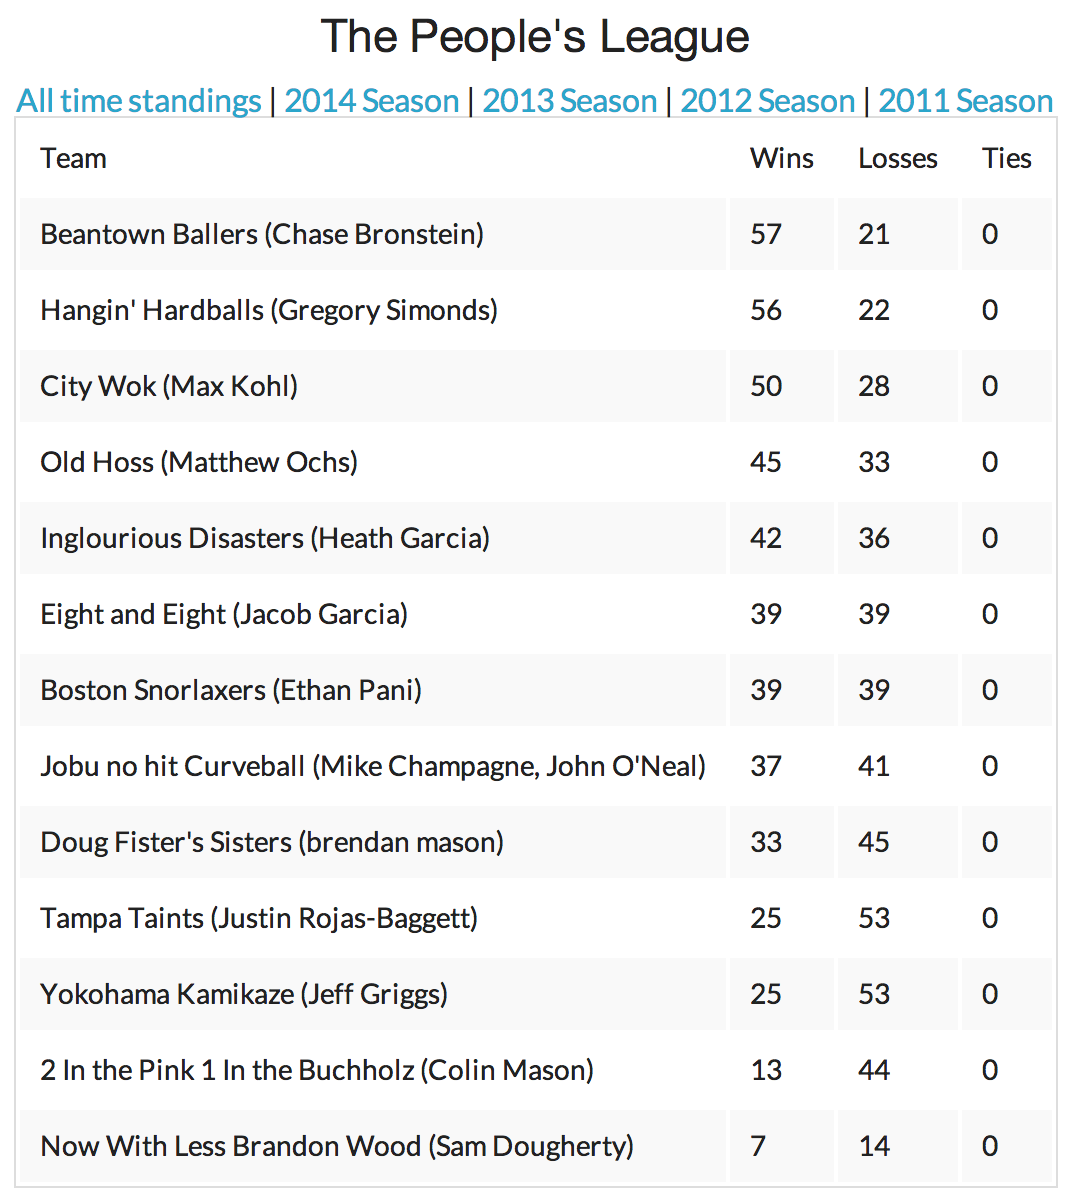 The People's League
All time standings | 2014 Season | 2013 Season | 2012 Season | 2011 Season
Team Wins Losses Ties
Beantown Ballers (Chase Bronstein) 57 21 0
Hangin' Hardballs (Gregory Simonds) 56 22 0
City Wok (Max Kohl) 50 28 0
Old Hoss (Matthew Ochs) 45 33 0
Inglourious Disasters (Heath Garcia) 42 36 0
Eight and Eight (Jacob Garcia) 39 39 0
Boston Snorlaxers (Ethan Pani) 39 39 0
Jobu no hit Curveball (Mike Champagne, John O'Neal) 37 41 0
Doug Fister's Sisters (brendan mason) 33 45 0
Tampa Taints (Justin Rojas-Baggett) 25 53 0
Yokohama Kamikaze (Jeff Griggs) 25 53 0
2 In the Pink 1 In the Buchholz (Colin Mason) 13 44 0
Now With Less Brandon Wood (Sam Dougherty) 7 14 0